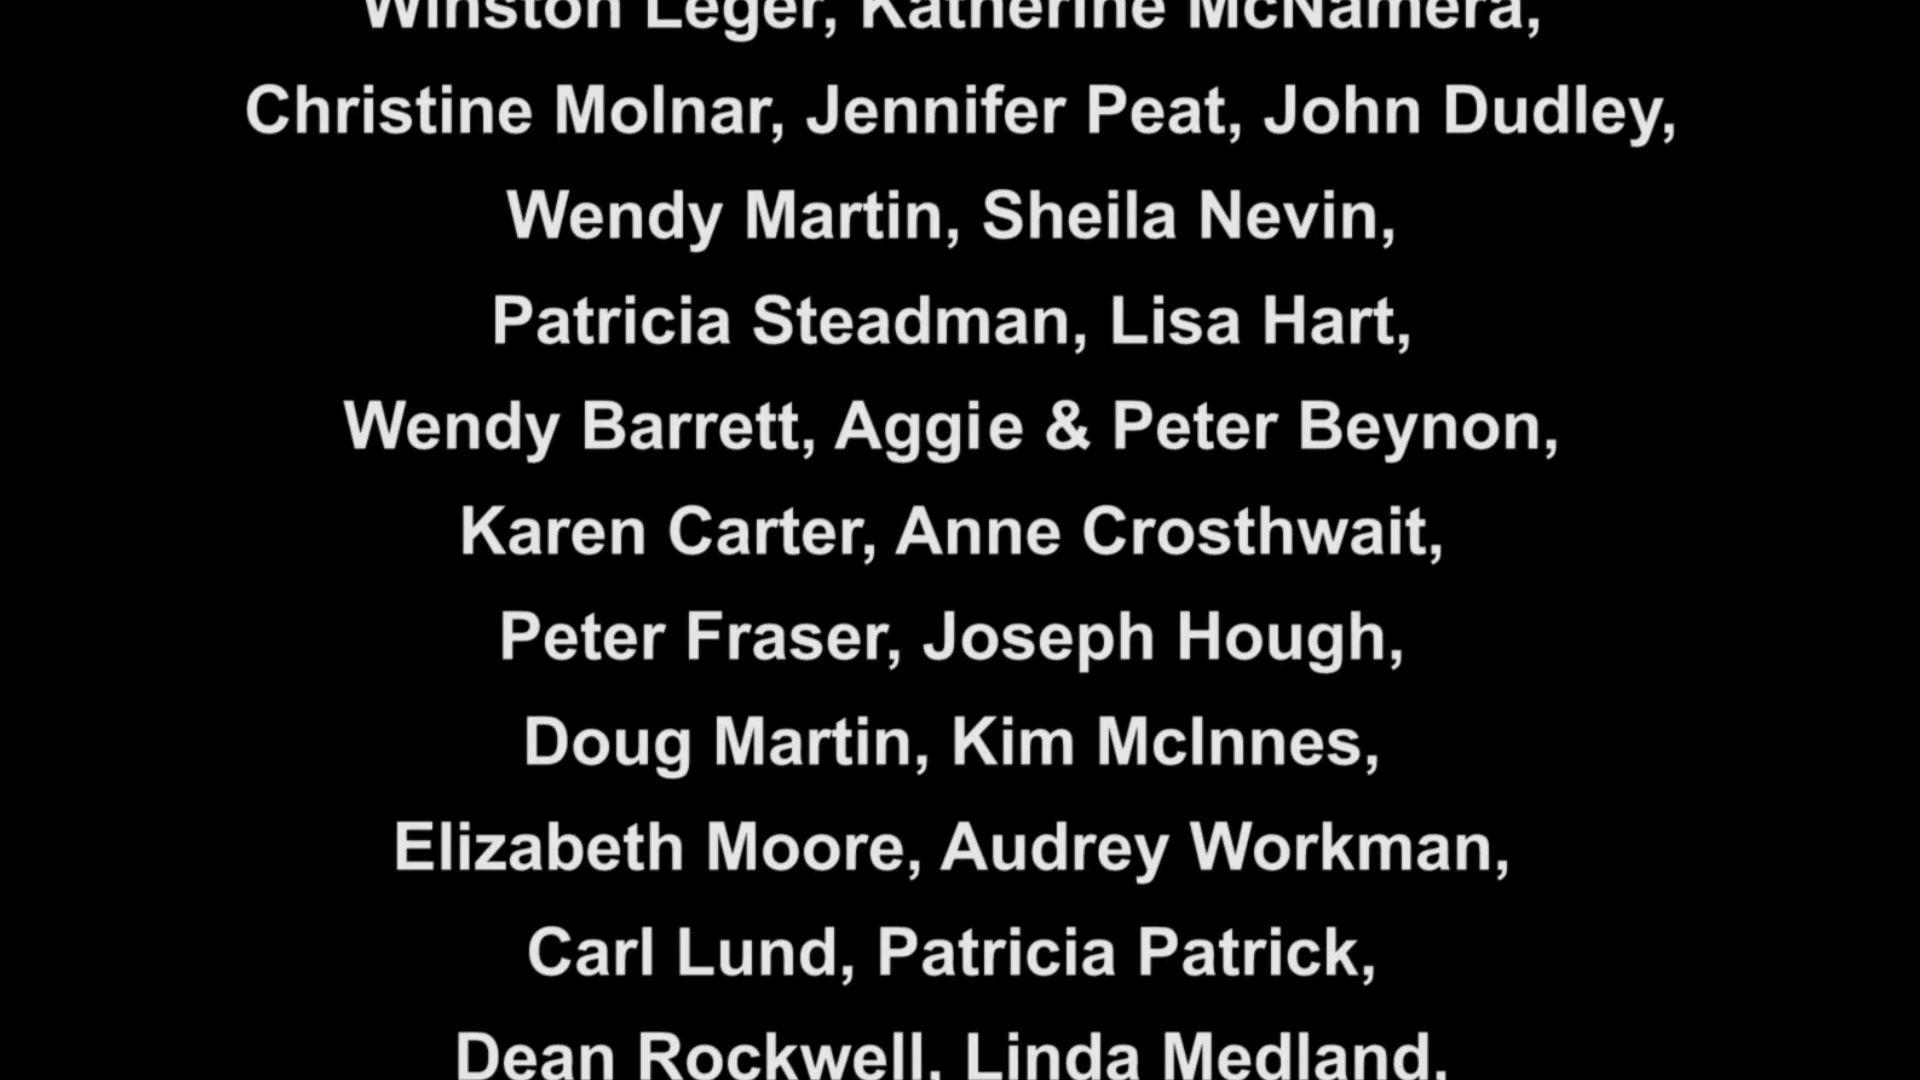 Winston Leger, Katherine McNamera,
Christine Molnar, Jennifer Peat, John Dudley,
Wendy Martin, Sheila Nevin,
Patricia Steadman, Lisa Hart,
Wendy Barrett, Aggie & Peter Beynon,
Karen Carter, Anne Crosthwait,
Peter Fraser, Joseph Hough,
Doug Martin, Kim McInnes,
Elizabeth Moore, Audrey Workman,
Carl Lund, Patricia Patrick,
Dean Rockwell, Linda Medland,